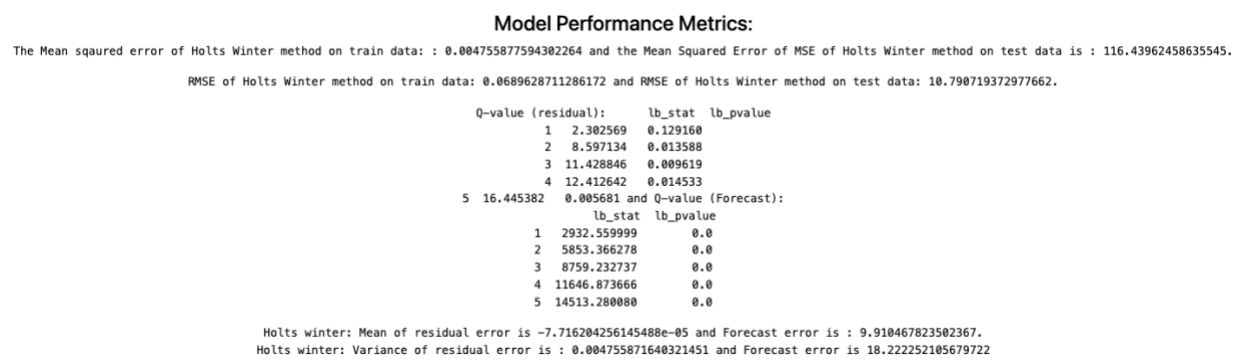 Model Performance Metrics:
The Mean sqaured error of Holts Winter method on train data: : 0.004755877594302264 and the Mean Squared Error of MSE of Holts Winter method on test data is : 116.43962458635545.
RMSE of Holts Winter method on train data: 0.0689628711286172 and RMSE of Holts Winter method on test data: 10.790719372977662.
Q-value (residual): lb_stat lb_pvalue
1 2.302569 0.129160
2 8.597134 0.013588
3 11.428846 0.009619
4 12.412642 0.014533
5 16.445382 0.005681 and Q-value (Forecast):
lb_stat lb_pvalue
1 2932.559999 0.0
2 5853.366278 0.0
3 8759.232737 0.0
4 11646.873666 0.0
5 14513.280080 0.0
Holts winter: Mean of residual error is -7.716204256145488e-05 and Forecast error is : 9.910467823502367.
Holts winter: Variance of residual error is : 0.004755871640321451 and Forecast error is 18.222252105679722